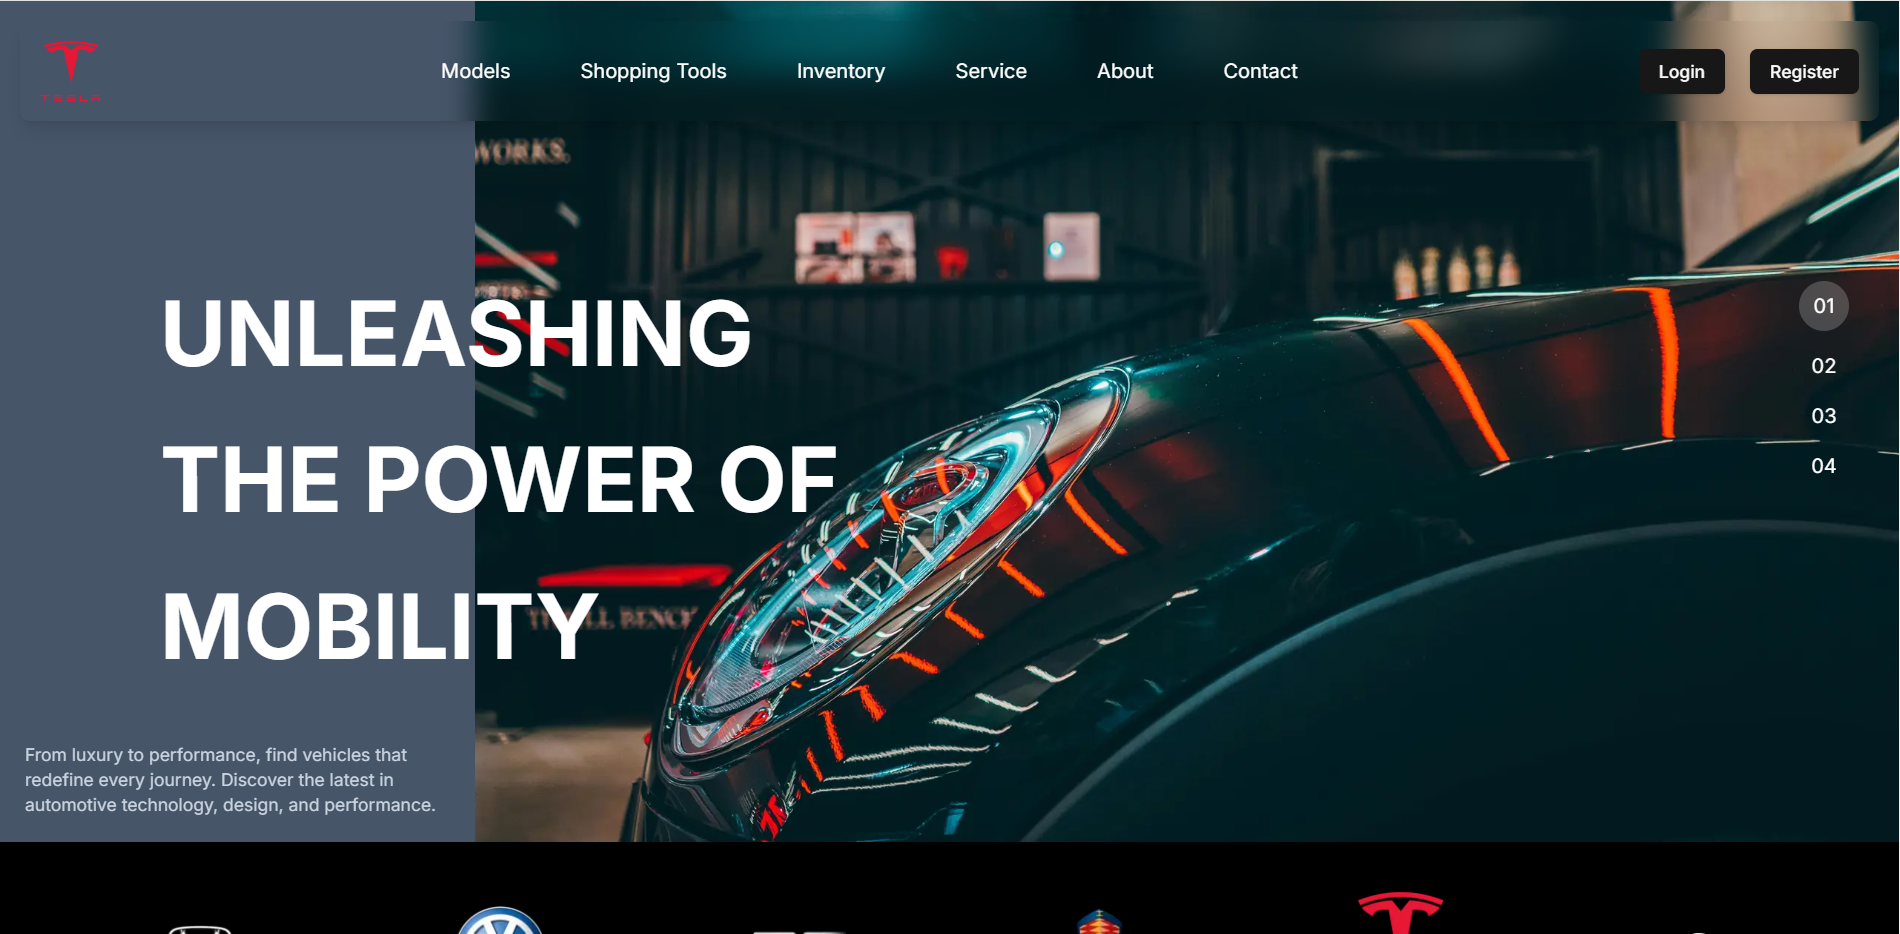 TESLA
Models
Shopping Tools
Inventory
Service
About
Contact
Login
Register
WORKS.
UNLEASHING
THE POWER OF
MOBILITY
01
02
03
04
From luxury to performance, find vehicles that
redefine every journey. Discover the latest in
automotive technology, design, and performance.